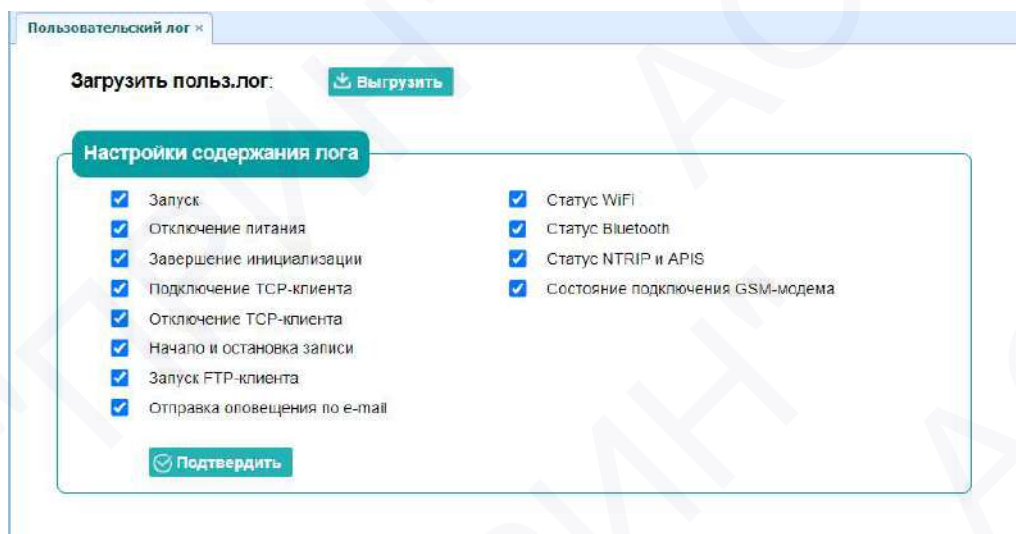 Пользовательский лог ×
Загрузить польз.лог: Выгрузить
Настройки содержания лога
Запуск
Отключение питания
Завершение инициализации
Подключение TCP-клиента
Отключение TCP-клиента
Начало и остановка записи
Запуск FTP-клиента
Отправка оповещения по e-mail
Статус WiFi
Статус Bluetooth
Статус NTRIP и APIS
Состояние подключения GSM-модема
Подтвердить